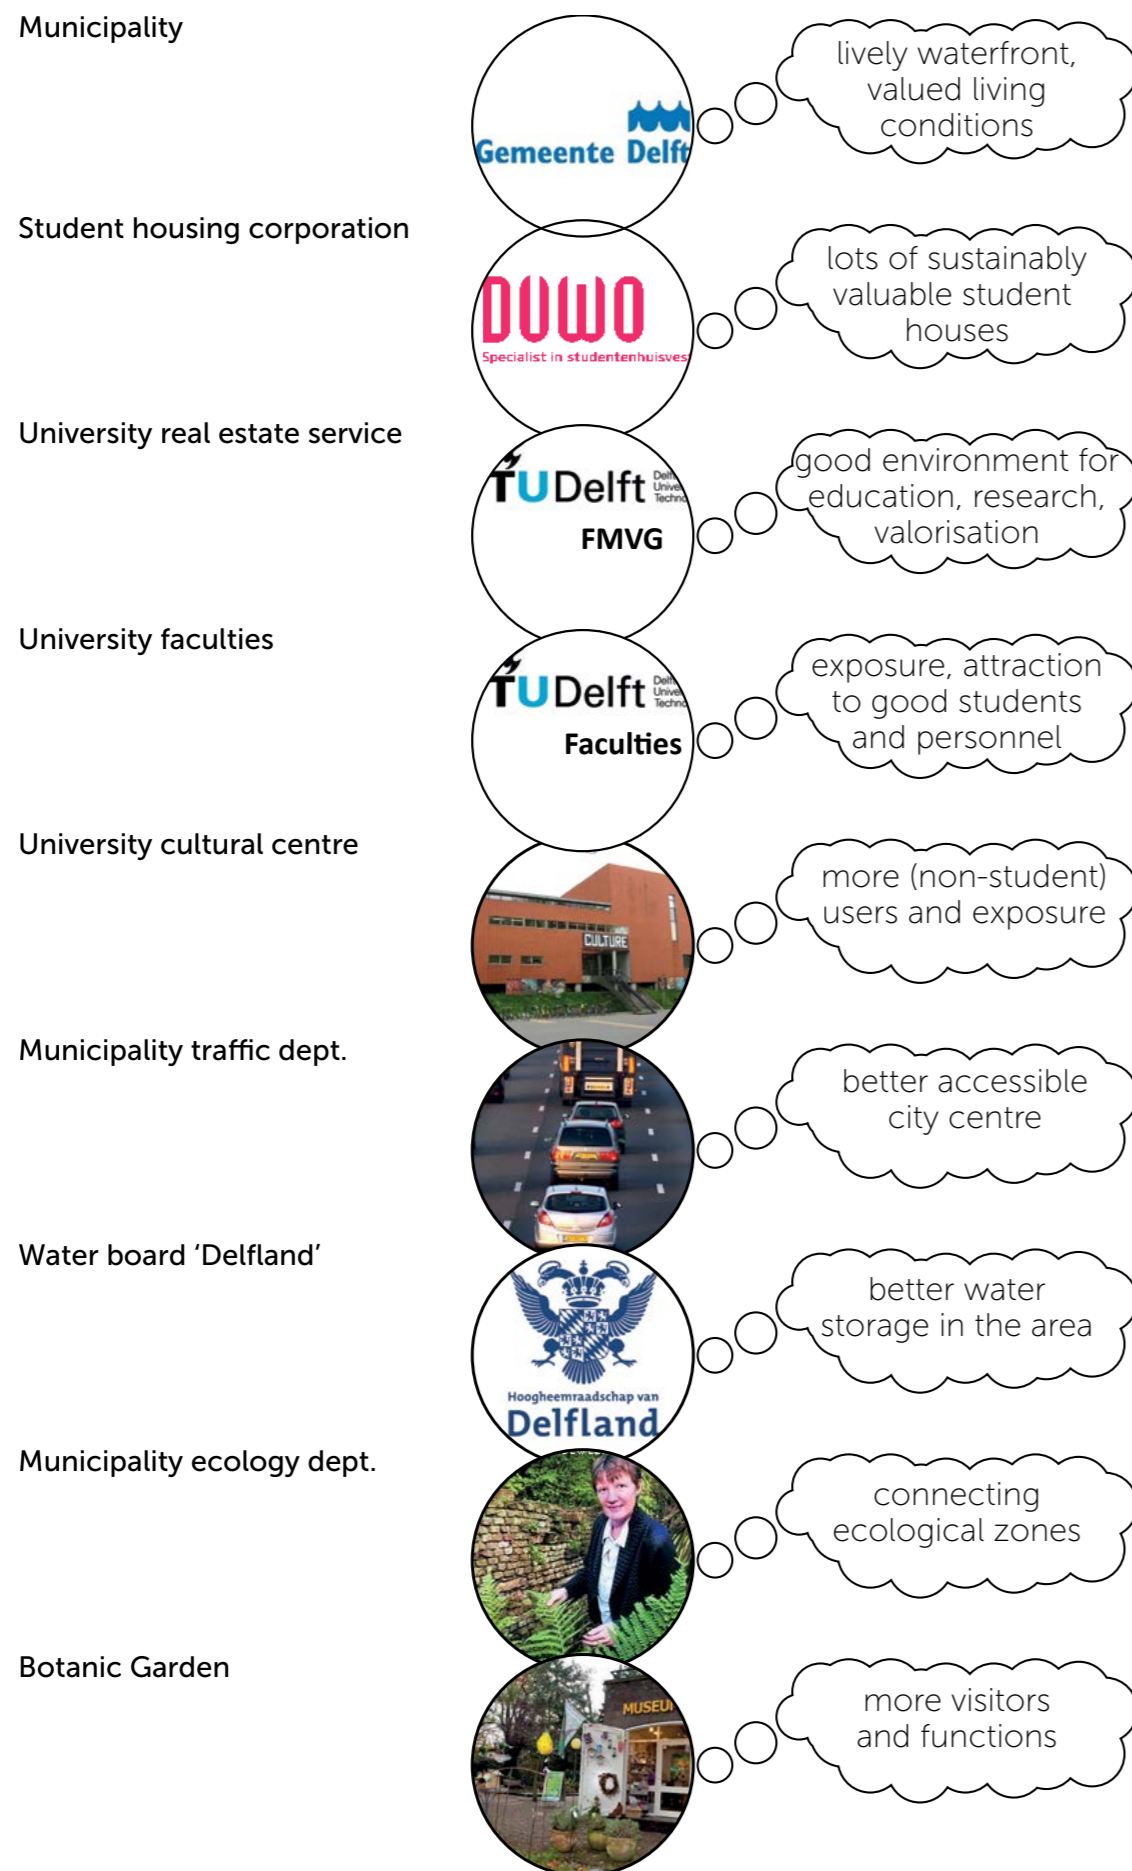 Municipality
Gemeente Delft
lively waterfront,
valued living
conditions
Student housing corporation
DUWO
Specialist in studentenhuisves
lots of sustainably
valuable student
houses
University real estate service
TUDelft
FMVG
good environment for
education, research,
valorisation
University faculties
TUDelft
Faculties
exposure, attraction
to good students
and personnel
University cultural centre
CULTURE
more (non-student)
users and exposure
Municipality traffic dept.
better accessible
city centre
Water board ‘Delfland’
Hoogheemraadschap van
Delfland
better water
storage in the area
Municipality ecology dept.
connecting
ecological zones
Botanic Garden
MUSEU
more visitors
and functions